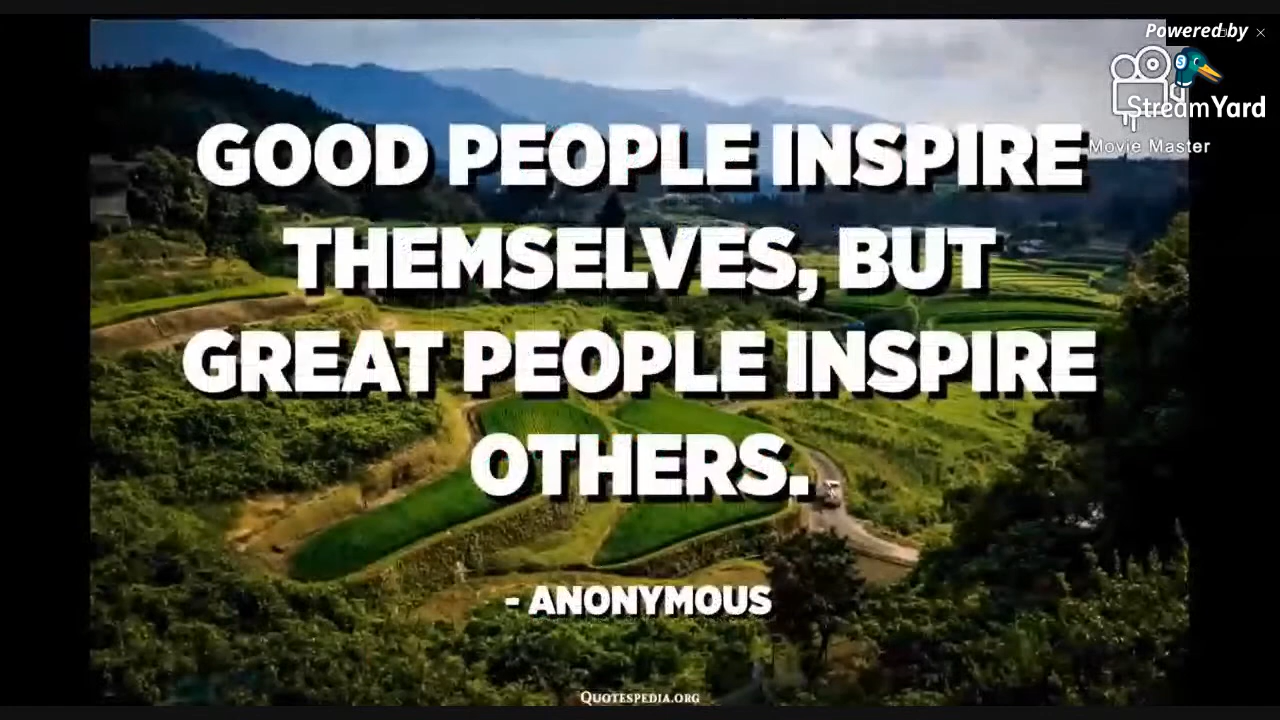 Powered by
StreamYard
Movie Master
GOOD PEOPLE INSPIRE
THEMSELVES, BUT
GREAT PEOPLE INSPIRE
OTHERS.
- ANONYMOUS
QUOTESPEDIA.ORG